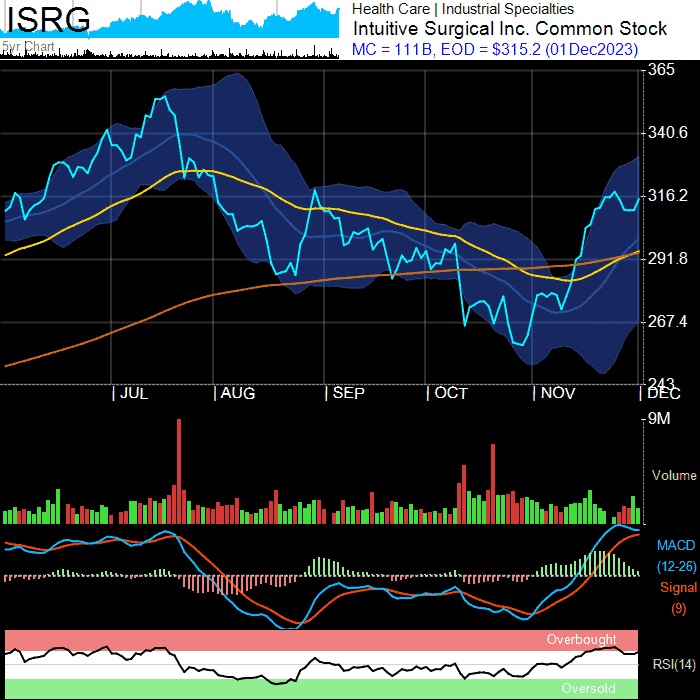 ISRG
5yr Chart
Health Care | Industrial Specialties
Intuitive Surgical Inc. Common Stock
MC = 111B, EOD = $315.2 (01Dec2023)
365
340.6
316.2
291.8
267.4
243
JUL AUG SEP OCT NOV DEC
9M
Volume
MACD
(12-26)
Signal
(9)
Overbought
RSI(14)
Oversold